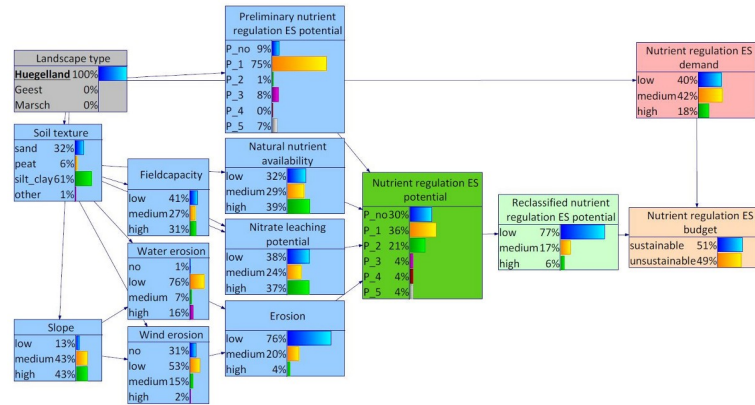 Landscape type
Huegelland 100%
Geest 0%
Marsch 0%
Preliminary nutrient
regulation ES potential
P_no 9%
P_1 75%
P_2 1%
P_3 8%
P_4 0%
P_5 7%
Nutrient regulation ES
demand
low 40%
medium 42%
high 18%
Soil texture
sand 32%
peat 6%
silt_clay 61%
other 1%
Fieldcapacity
low 41%
medium 27%
high 31%
Natural nutrient
availability
low 32%
medium 29%
high 39%
Nitrate leaching
potential
low 38%
medium 24%
high 37%
Nutrient regulation ES
potential
P_no 30%
P_1 36%
P_2 21%
P_3 4%
P_4 4%
P_5 4%
Reclassified nutrient
regulation ES potential
low 77%
medium 17%
high 6%
Nutrient regulation ES
budget
sustainable 51%
unsustainable 49%
Water erosion
no 1%
low 76%
medium 7%
high 16%
Slope
low 13%
medium 43%
high 43%
Wind erosion
no 31%
low 53%
medium 15%
high 2%
Erosion
low 76%
medium 20%
high 4%